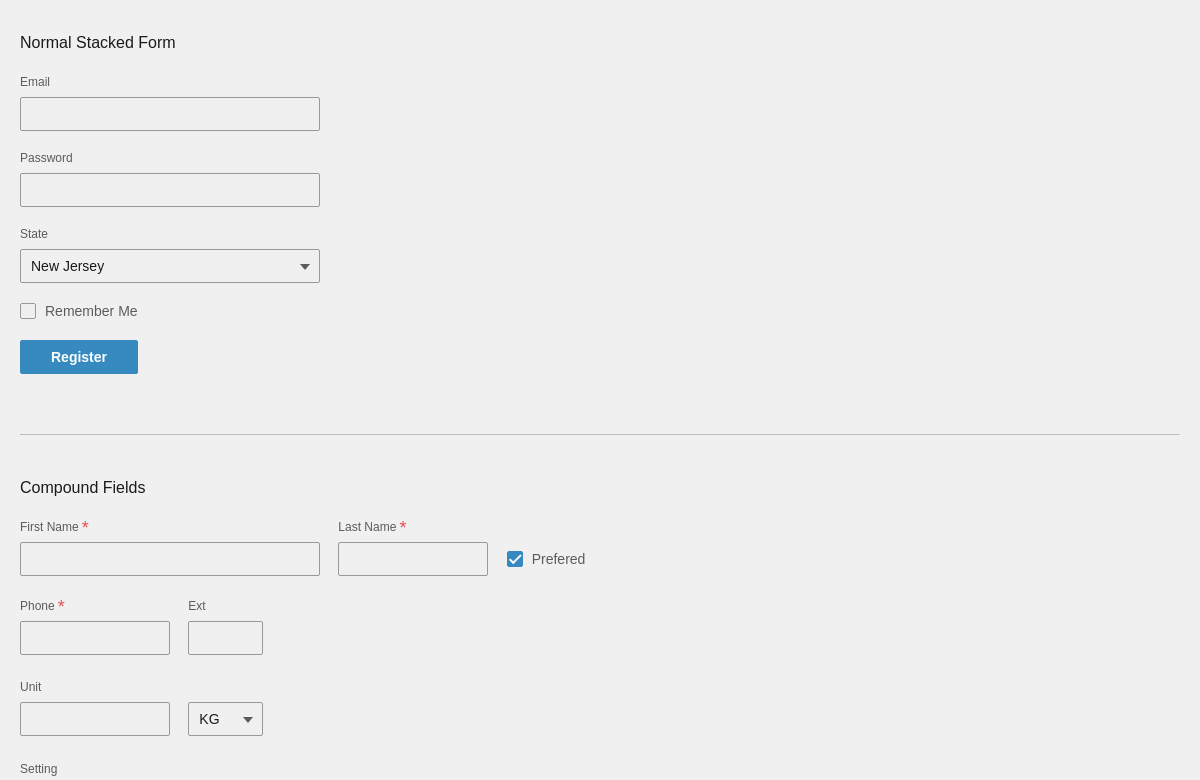 Normal Stacked Form
Email
Password
State
New Jersey
Remember Me
Register
Compound Fields
First Name *
Last Name *
Prefered
Phone *
Ext
Unit
KG
Setting